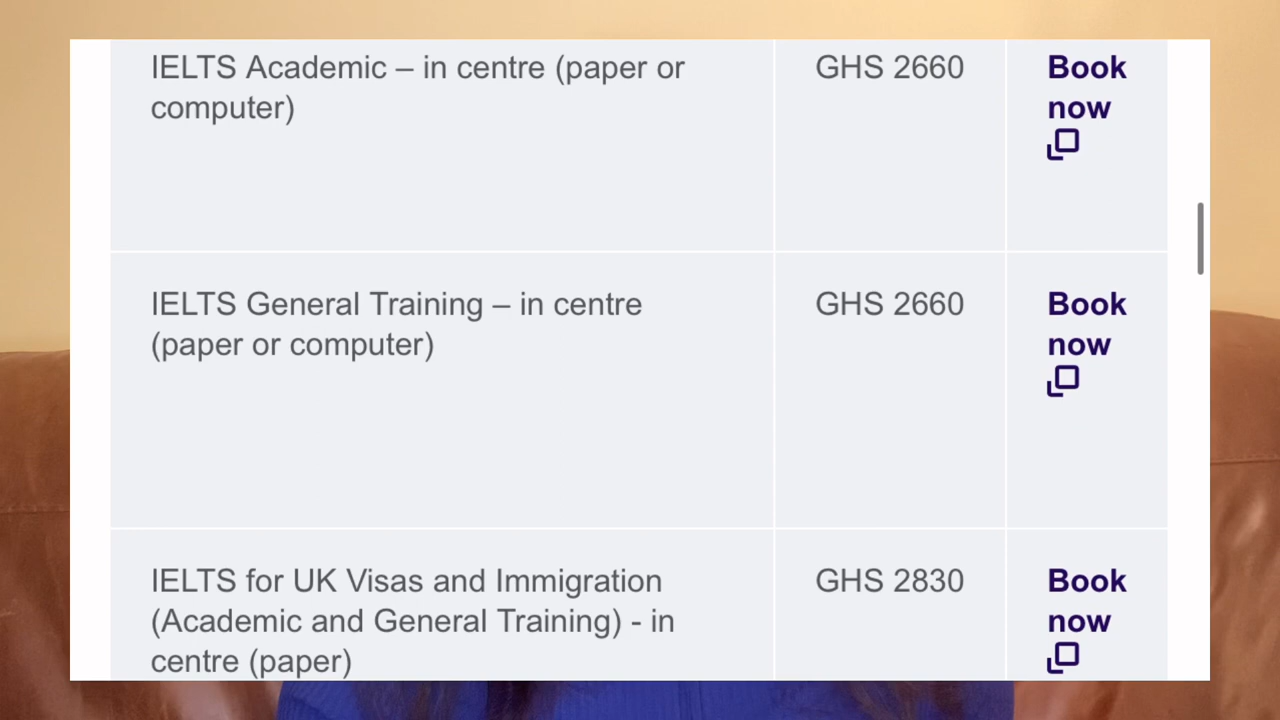 IELTS Academic – in centre (paper or
computer)
GHS 2660
Book
now
IELTS General Training – in centre
(paper or computer)
GHS 2660
Book
now
IELTS for UK Visas and Immigration
(Academic and General Training) - in
centre (paper)
GHS 2830
Book
now